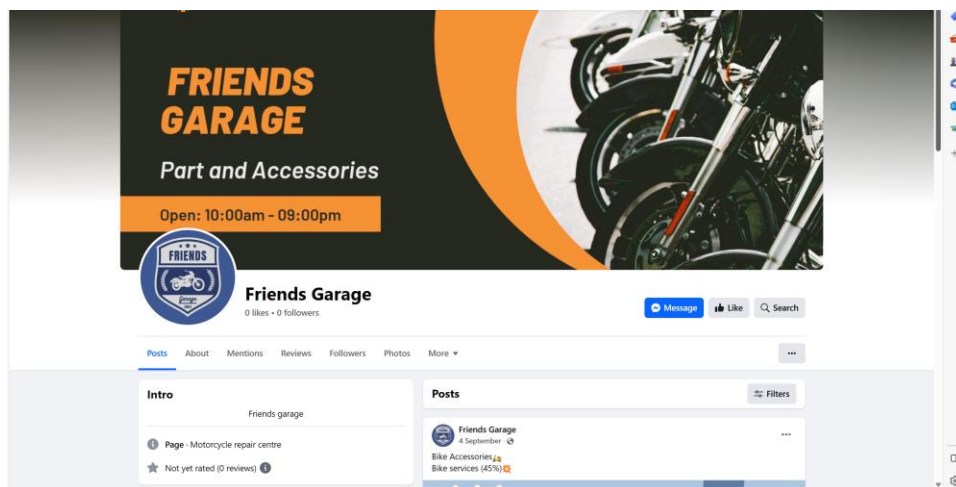 FRIENDS
GARAGE
Part and Accessories
Open: 10:00am - 09:00pm
FRIENDS
Garage
Friends Garage
0 likes • 0 followers
Message
Like
Search
Posts
About
Mentions
Reviews
Followers
Photos
More
Intro
Friends garage
Page · Motorcycle repair centre
Not yet rated (0 reviews)
Posts
Filters
Friends Garage
4 September
Bike Accessories
Bike services (45%)